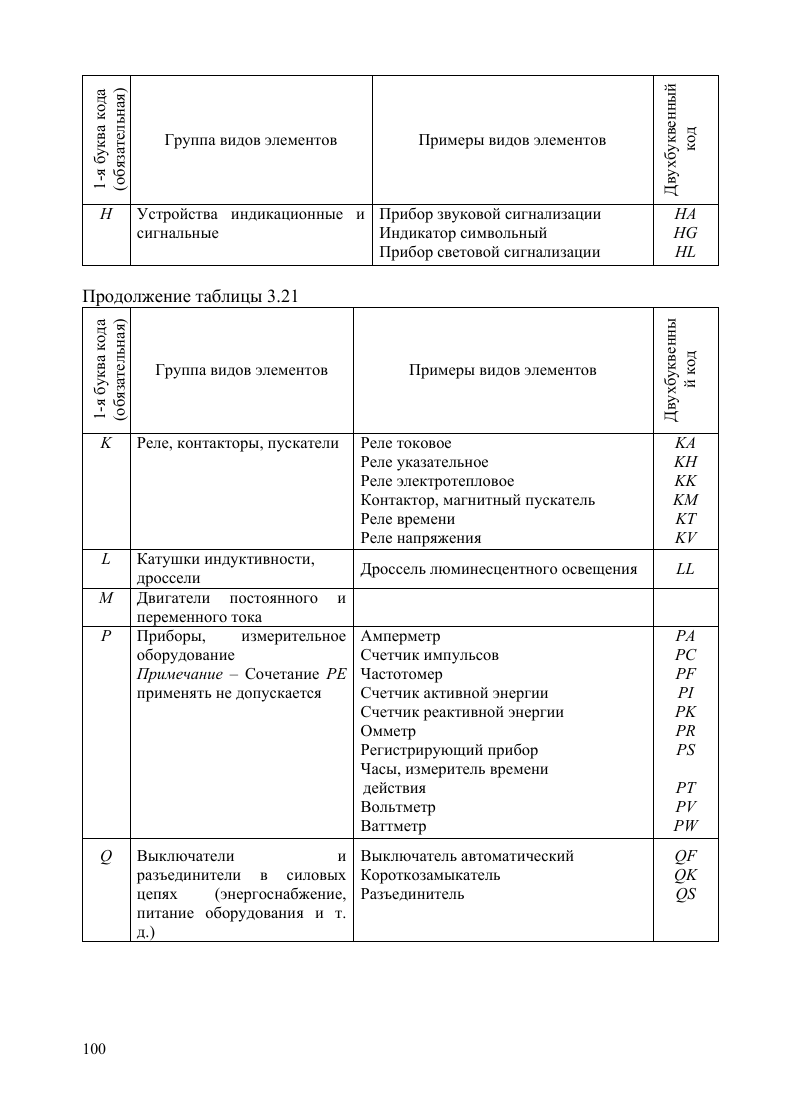 1-я буква кода
(обязательная)
Группа видов элементов
Примеры видов элементов
Двухбуквенный
код
H
Устройства индикационные и
сигнальные
Прибор звуковой сигнализации
Индикатор символьный
Прибор световой сигнализации
HA
HG
HL
Продолжение таблицы 3.21
1-я буква кода
(обязательная)
Группа видов элементов
Примеры видов элементов
Двухбуквенны
й код
K
Реле, контакторы, пускатели
Реле токовое
Реле указательное
Реле электротепловое
Контактор, магнитный пускатель
Реле времени
Реле напряжения
KA
KH
KK
KM
KT
KV
L
Катушки индуктивности,
дроссели
Дроссель люминесцентного освещения
LL
M
Двигатели постоянного и
переменного тока
P
Приборы, измерительное
оборудование
Примечание – Сочетание PE
применять не допускается
Амперметр
Счетчик импульсов
Частотомер
Счетчик активной энергии
Счетчик реактивной энергии
Омметр
Регистрирующий прибор
Часы, измеритель времени
действия
Вольтметр
Ваттметр
PA
PC
PF
PI
PK
PR
PS
PT
PV
PW
Q
Выключатели и
разъединители в силовых
цепях (энергоснабжение,
питание оборудования и т.
д.)
Выключатель автоматический
Короткозамыкатель
Разъединитель
QF
QK
QS
100